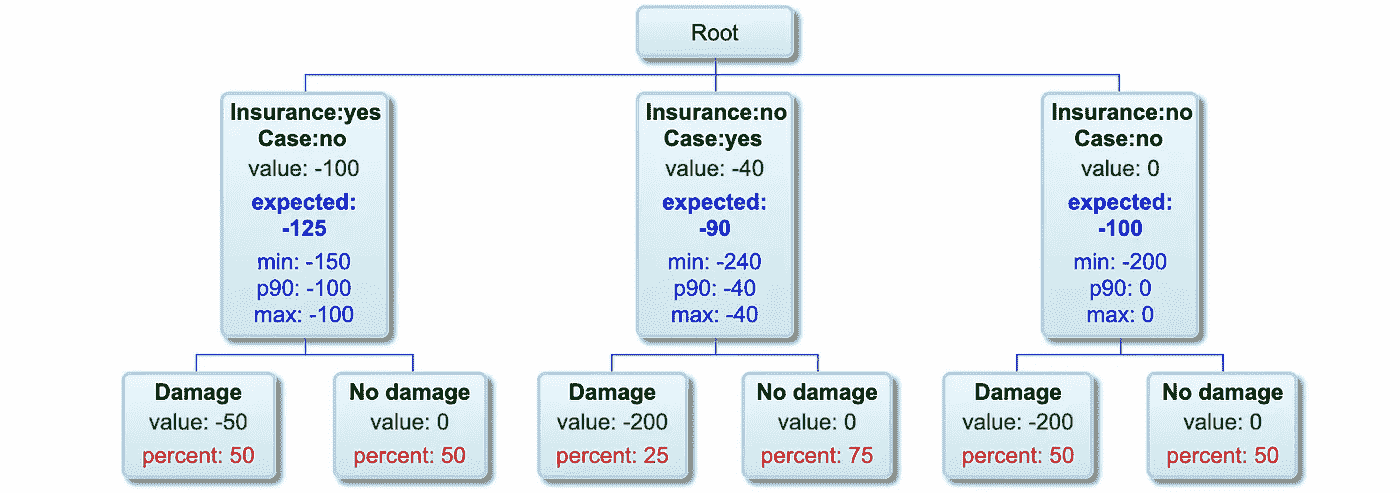 Root
Insurance:yes
Case:no
value: -100
expected:
-125
min: -150
p90: -100
max: -100
Insurance:no
Case:yes
value: -40
expected:
-90
min: -240
p90: -40
max: -40
Insurance:no
Case:no
value: 0
expected:
-100
min: -200
p90: 0
max: 0
Damage
value: -50
percent: 50
No damage
value: 0
percent: 50
Damage
value: -200
percent: 25
No damage
value: 0
percent: 75
Damage
value: -200
percent: 50
No damage
value: 0
percent: 50